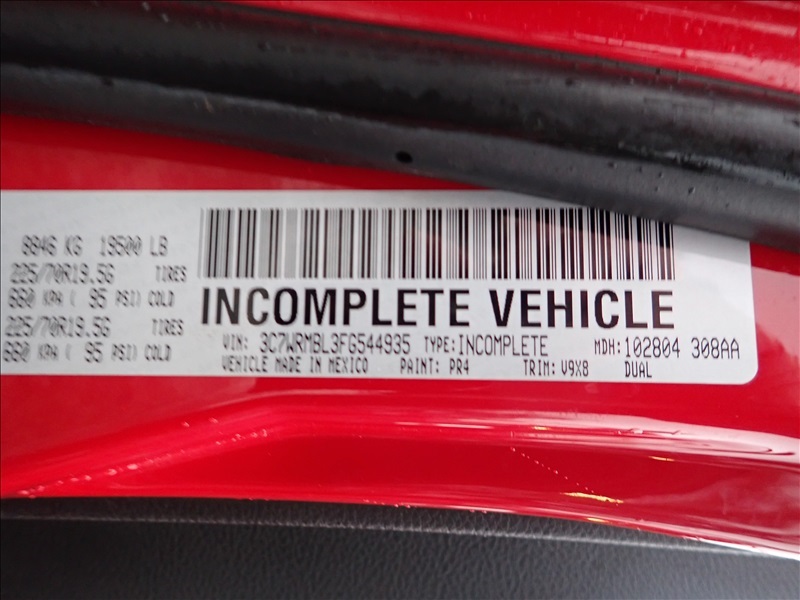 8846 KG 19500 LB
225/70R19.5G TIRES
660 KPA ( 95 PSI) COLD
225/70R19.5G TIRES
660 KPA ( 95 PSI) COLD
INCOMPLETE VEHICLE
VIN: 3C7WRMBL3FG544935 TYPE: INCOMPLETE MDH: 102804 308AA
VEHICLE MADE IN MEXICO PAINT: PR4 TRIM: V9X8 DUAL